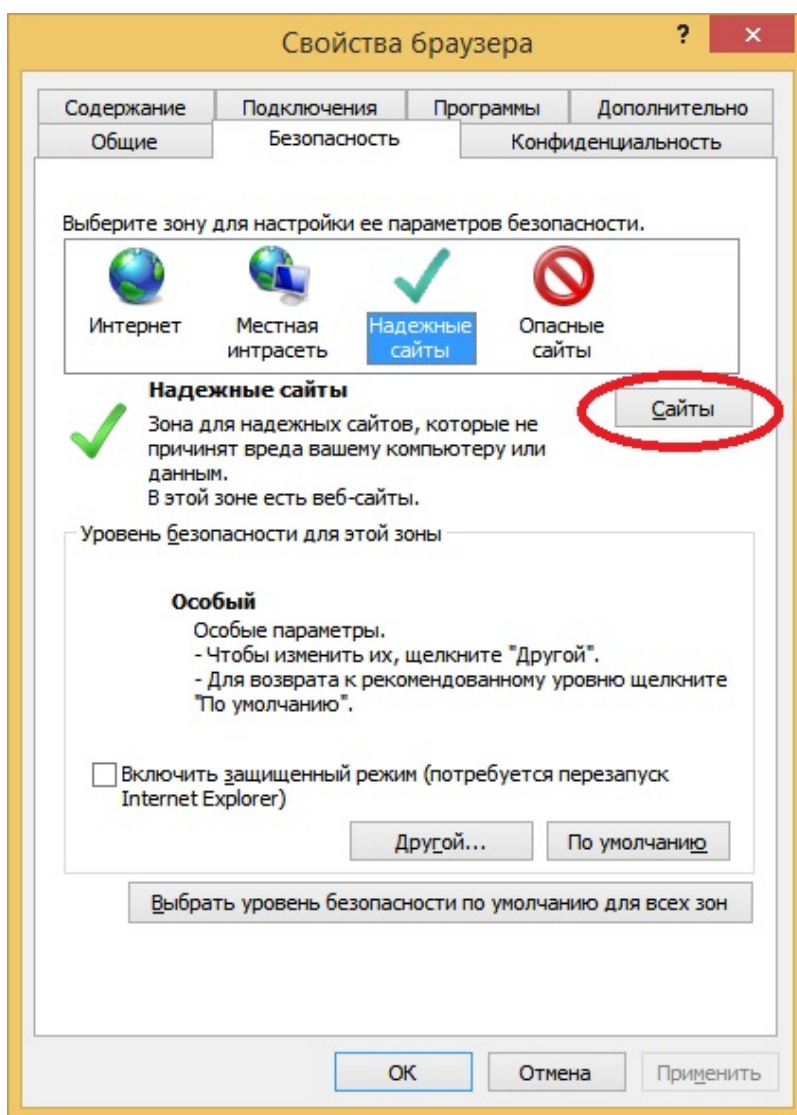 Свойства браузера
?
Содержание Подключения Программы Дополнительно
Общие Безопасность Конфиденциальность
Выберите зону для настройки ее параметров безопасности.
Интернет Местная интрасеть Надежные сайты Опасные сайты
Надежные сайты
Сайты
Зона для надежных сайтов, которые не
причинят вреда вашему компьютеру или
данным.
В этой зоне есть веб-сайты.
Уровень безопасности для этой зоны
Особый
Особые параметры.
- Чтобы изменить их, щелкните "Другой".
- Для возврата к рекомендованному уровню щелкните
"По умолчанию".
Включить защищенный режим (потребуется перезапуск
Internet Explorer)
Другой... По умолчанию
Выбрать уровень безопасности по умолчанию для всех зон
ОК Отмена Применить